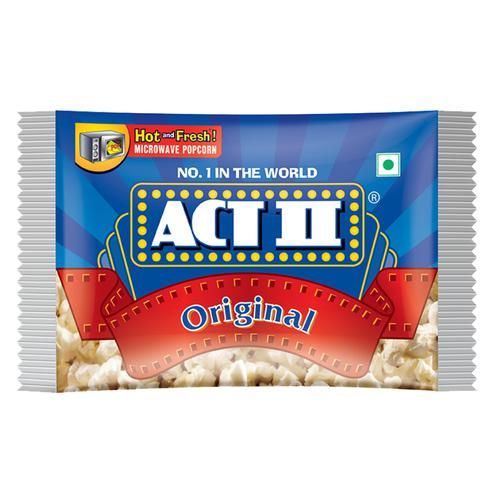 Hot and Fresh!
MICROWAVE POPCORN
NO. 1 IN THE WORLD
ACT II ®
Original